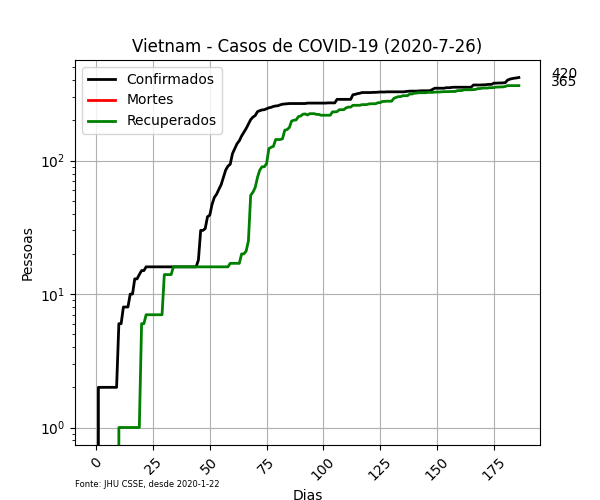 Vietnam - Casos de COVID-19 (2020-7-26)
Confirmados
Mortes
Recuperados
420
365
Pessoas
10²
10¹
10⁰
0
25
50
75
100
125
150
175
Dias
Fonte: JHU CSSE, desde 2020-1-22